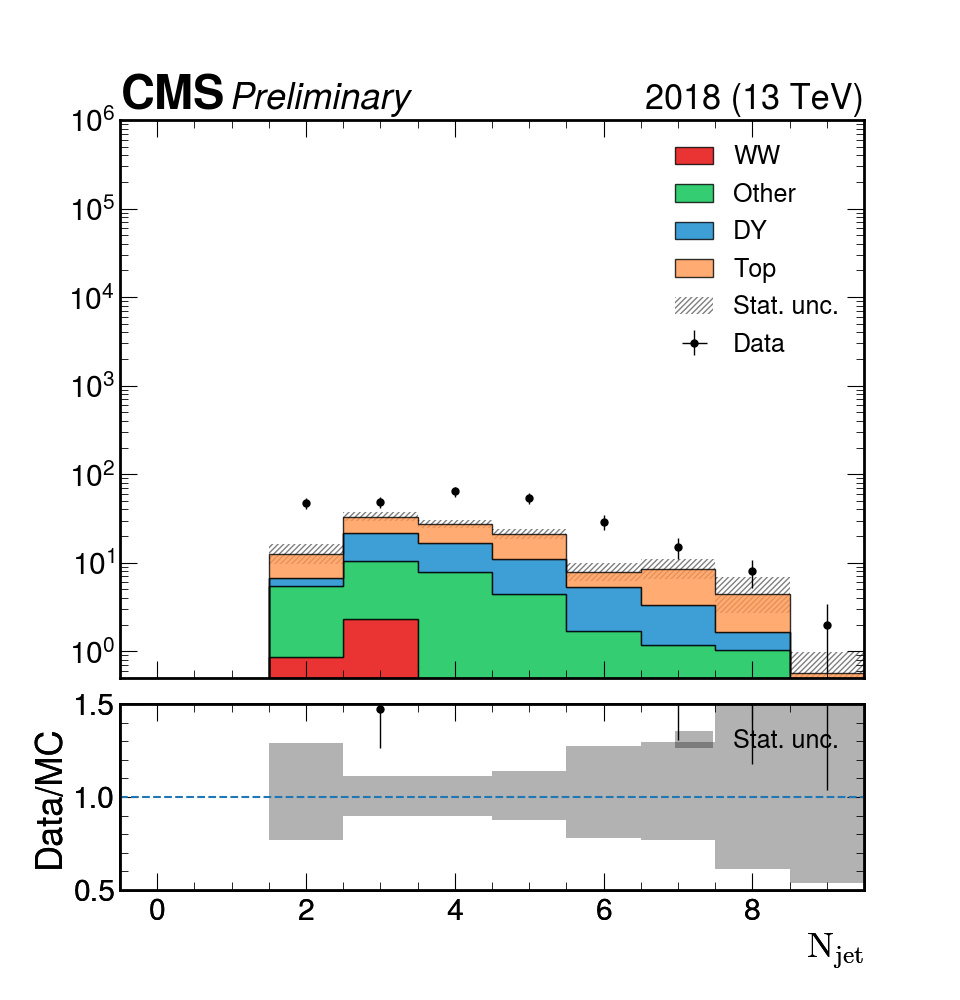 CMS Preliminary 2018 (13 TeV)
10^6
10^5
10^4
10^3
10^2
10^1
10^0
WW
Other
DY
Top
Stat. unc.
Data
1.5
1.0
0.5
Data/MC
Stat. unc.
0 2 4 6 8
N_jet